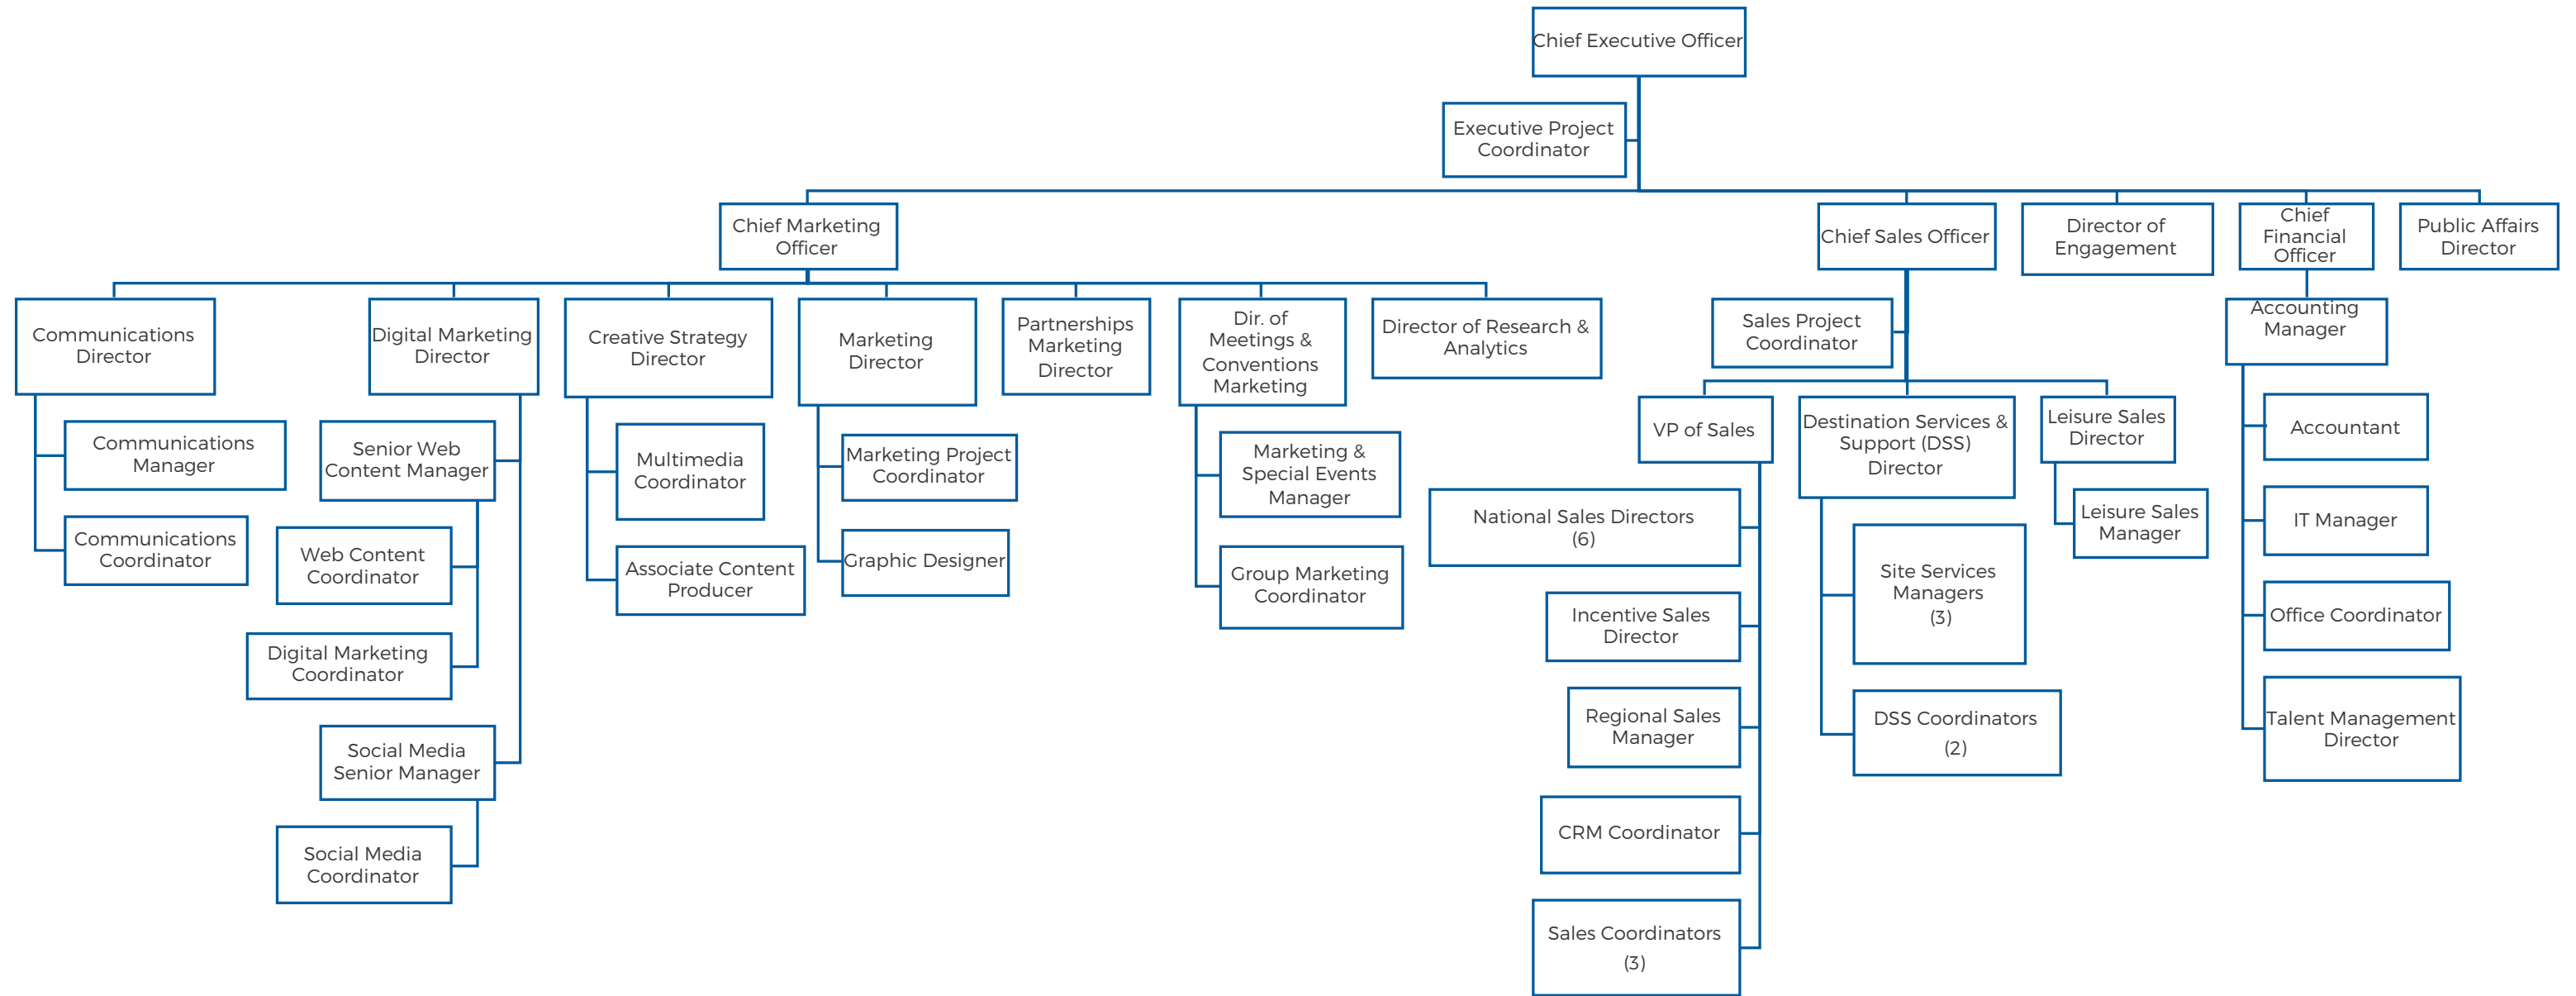 Chief Executive Officer
Executive Project
Coordinator
Chief Marketing
Officer
Chief Sales Officer
Director of
Engagement
Chief
Financial
Officer
Public Affairs
Director
Communications
Director
Digital Marketing
Director
Creative Strategy
Director
Marketing
Director
Partnerships
Marketing
Director
Dir. of
Meetings &
Conventions
Marketing
Director of Research &
Analytics
Sales Project
Coordinator
Accounting
Manager
VP of Sales
Destination Services &
Support (DSS)
Director
Leisure Sales
Director
Communications
Manager
Communications
Coordinator
Senior Web
Content Manager
Web Content
Coordinator
Digital Marketing
Coordinator
Social Media
Senior Manager
Social Media
Coordinator
Multimedia
Coordinator
Associate Content
Producer
Marketing Project
Coordinator
Graphic Designer
Marketing &
Special Events
Manager
Group Marketing
Coordinator
National Sales Directors
(6)
Incentive Sales
Director
Regional Sales
Manager
CRM Coordinator
Sales Coordinators
(3)
Site Services
Managers
(3)
DSS Coordinators
(2)
Leisure Sales
Manager
Accountant
IT Manager
Office Coordinator
Talent Management
Director